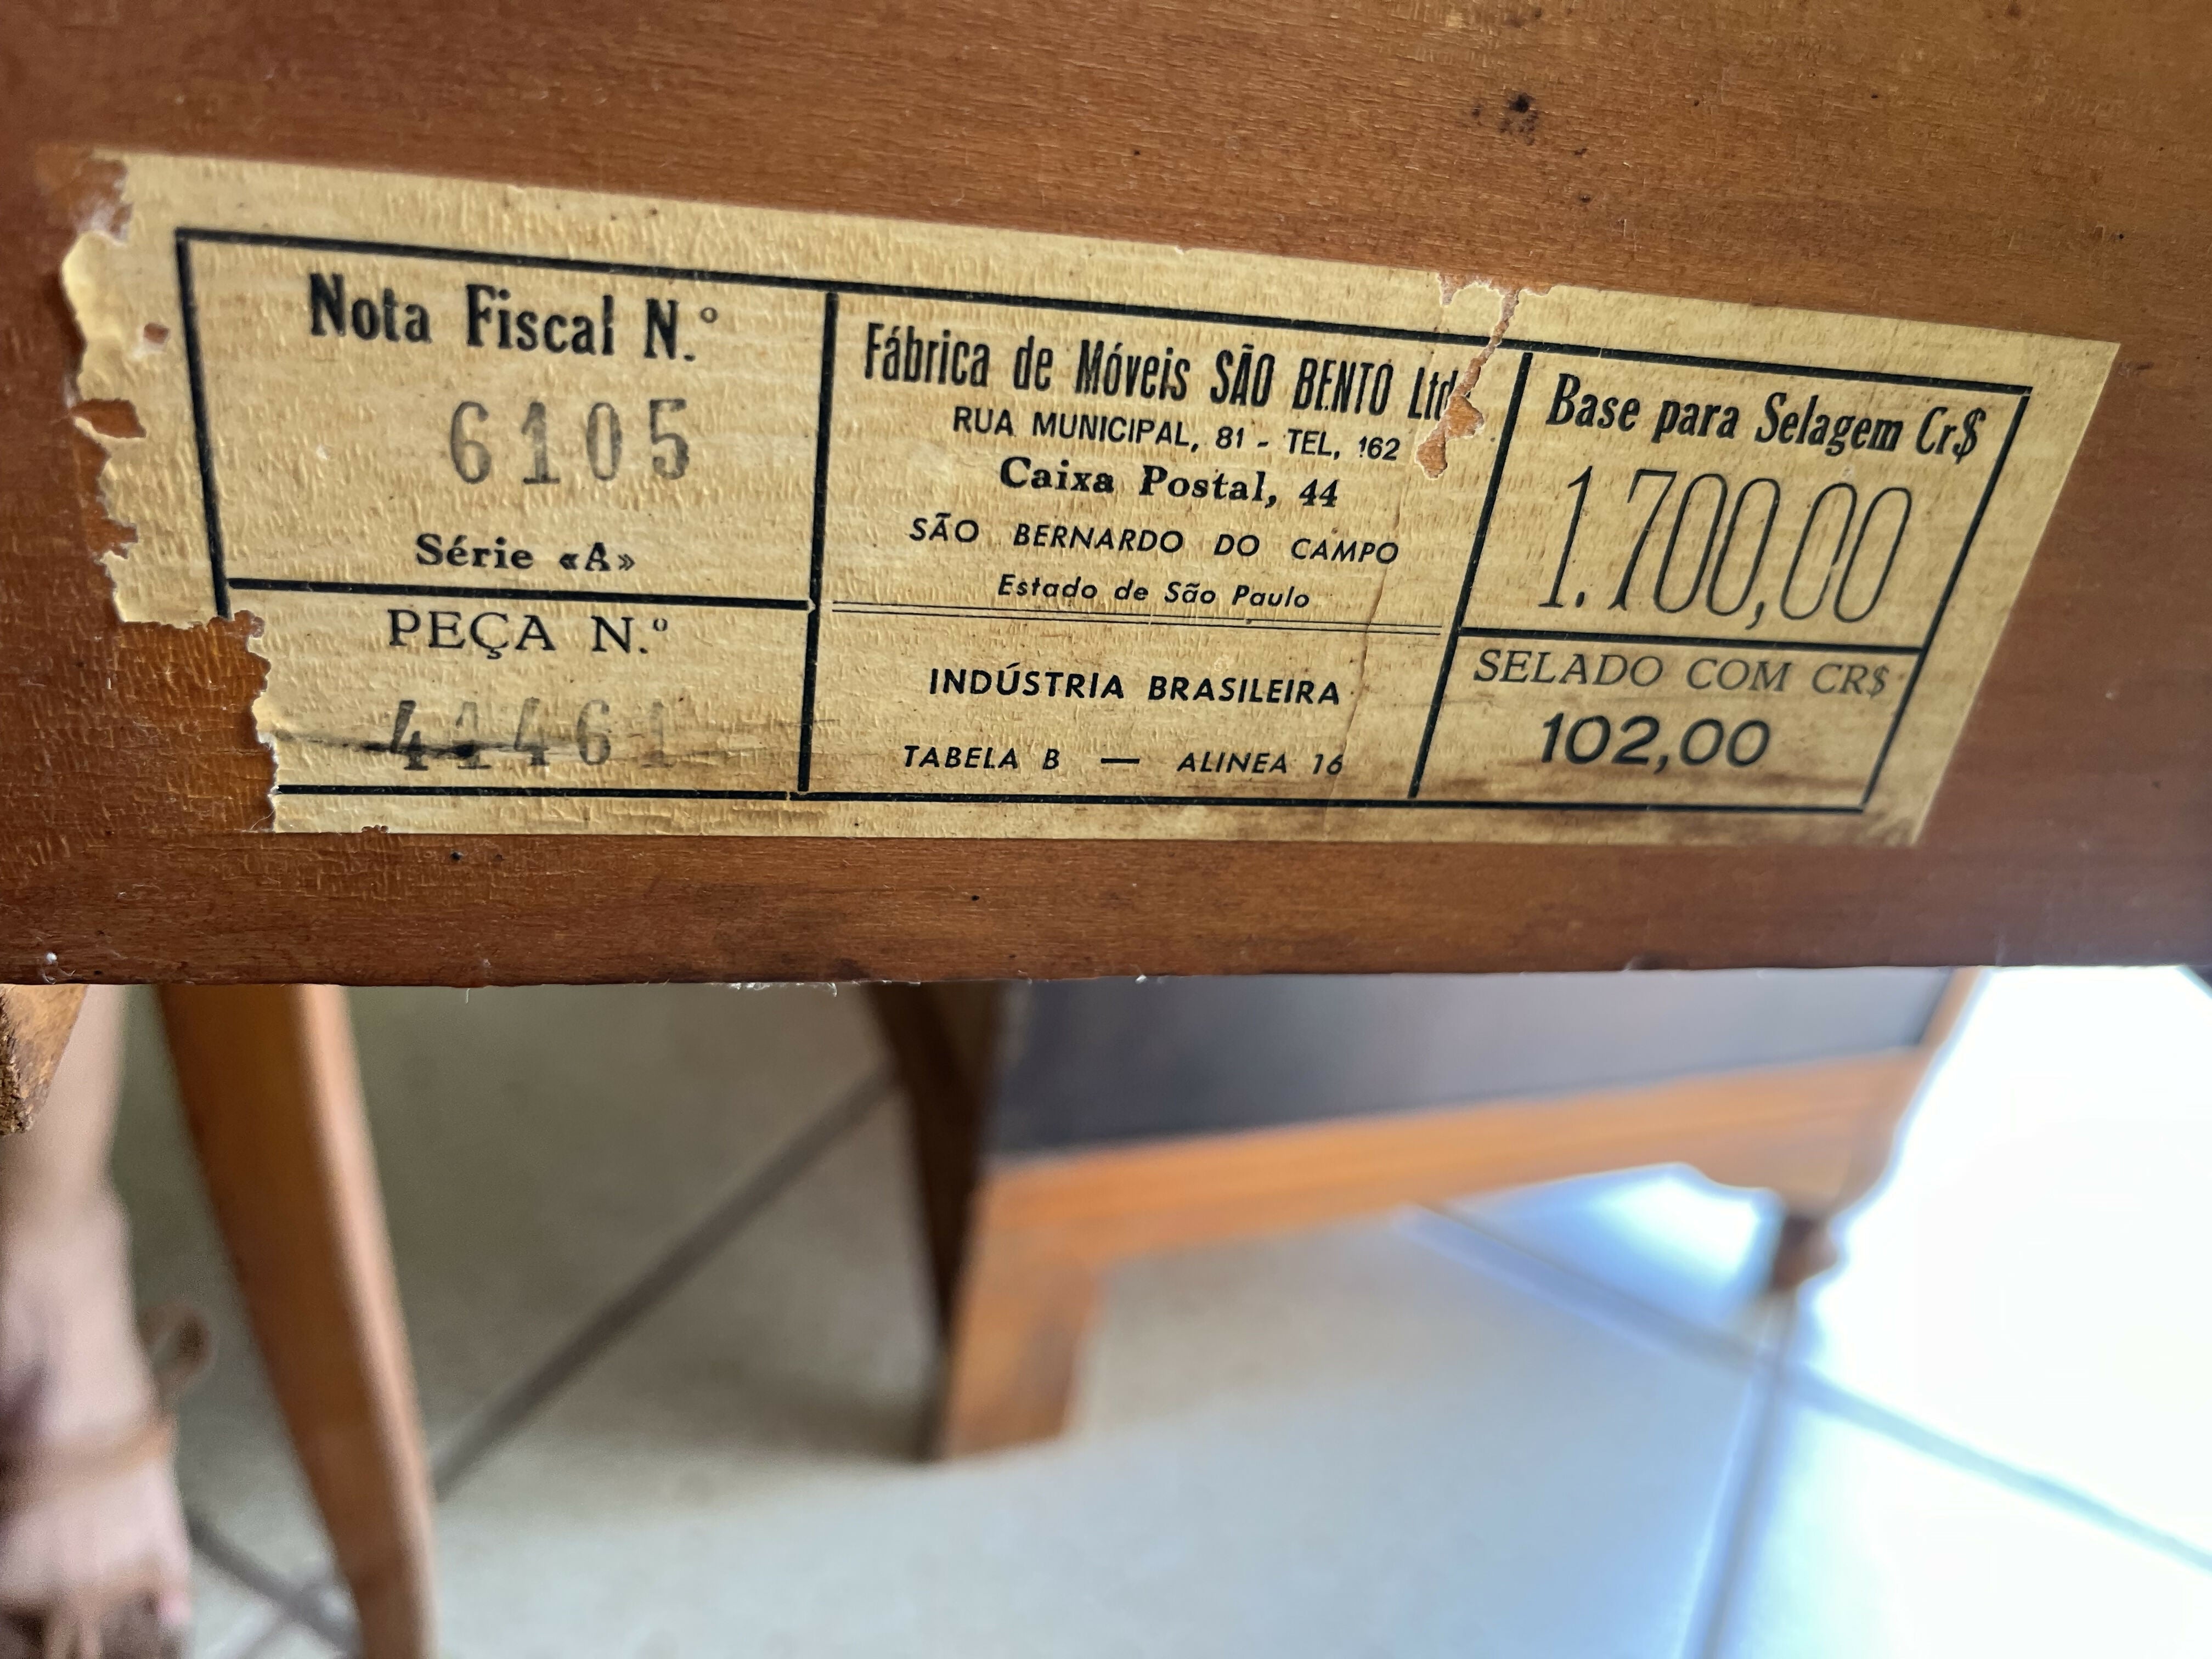 Nota Fiscal N.º
6105
Série «A»
PEÇA N.º
44461
Fábrica de Móveis SÃO BENTO Ltd
RUA MUNICIPAL, 81 - TEL, 162
Caixa Postal, 44
SÃO BERNARDO DO CAMPO
Estado de São Paulo
INDÚSTRIA BRASILEIRA
TABELA B — ALINEA 16
Base para Selagem Cr$
1.700,00
SELADO COM CR$
102,00